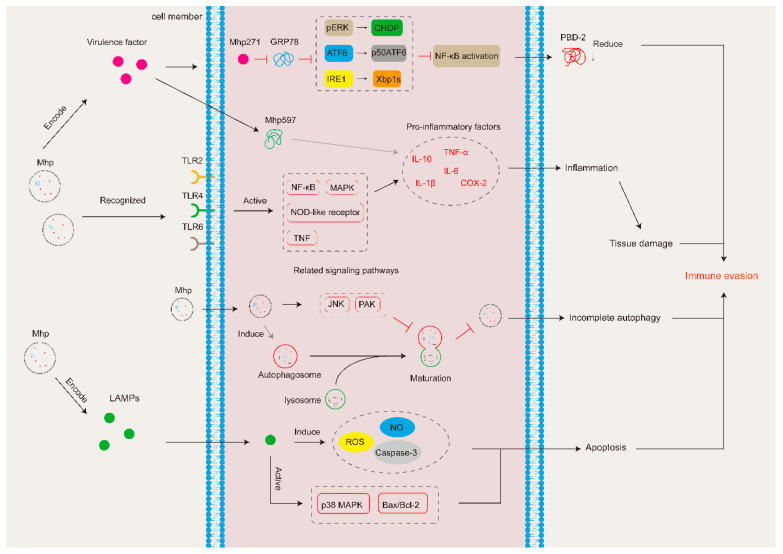 cell member
Virulence factor
Encode
Mhp
Recognized
TLR2
TLR4
TLR6
Mhp271
GRP78
pERK
CHOP
ATF6
p50ATF6
IRE1
Xbp1s
NF-κB activation
PBD-2
Reduce
Mhp597
Pro-inflammatory factors
IL-10
TNF-α
IL-6
IL-1β
COX-2
Inflammation
Active
NF-κB
MAPK
NOD-like receptor
TNF
Tissue damage
Immune evasion
Related signaling pathways
Mhp
JNK
PAK
Induce
Autophagosome
Maturation
lysosome
Incomplete autophagy
Mhp
Encode
LAMPs
Induce
ROS
NO
Caspase-3
Apoptosis
Active
p38 MAPK
Bax/Bcl-2